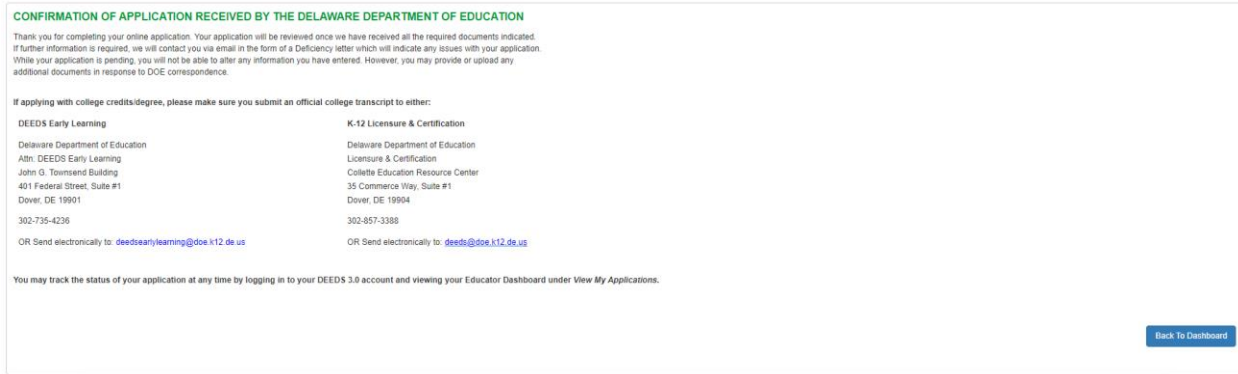 CONFIRMATION OF APPLICATION RECEIVED BY THE DELAWARE DEPARTMENT OF EDUCATION
Thank you for completing your online application. Your application will be reviewed once we have received all the required documents indicated.
If further information is required, we will contact you via email in the form of a Deficiency letter which will indicate any issues with your application.
While your application is pending, you will not be able to alter any information you have entered. However, you may provide or upload any
additional documents in response to DOE correspondence.
If applying with college credits/degree, please make sure you submit an official college transcript to either:
DEEDS Early Learning
Delaware Department of Education
Attn: DEEDS Early Learning
John G. Townsend Building
401 Federal Street, Suite #1
Dover, DE 19901
302-735-4236
OR Send electronically to: deedsearlylearning@doe.k12.de.us
K-12 Licensure & Certification
Delaware Department of Education
Licensure & Certification
Collette Education Resource Center
35 Commerce Way, Suite #1
Dover, DE 19904
302-857-3388
OR Send electronically to: deeds@doe.k12.de.us
You may track the status of your application at any time by logging in to your DEEDS 3.0 account and viewing your Educator Dashboard under View My Applications.
Back To Dashboard